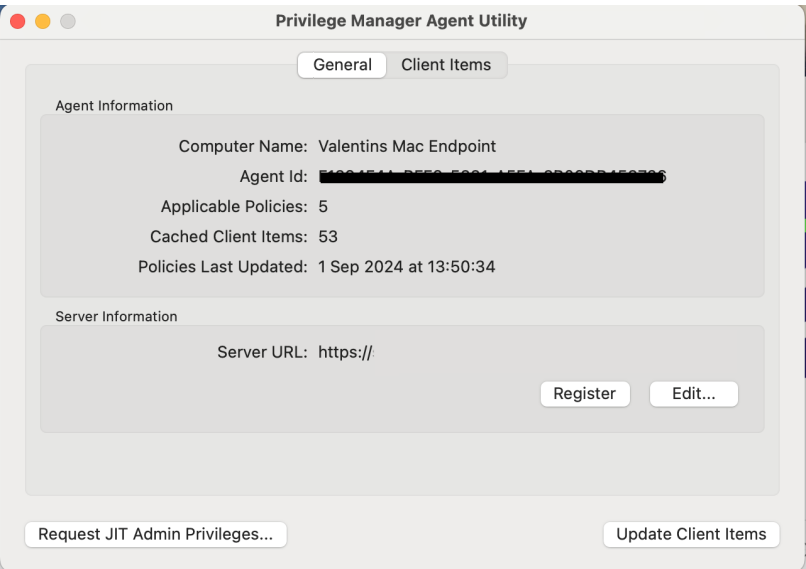 Privilege Manager Agent Utility
General Client Items
Agent Information
Computer Name: Valentins Mac Endpoint
Agent Id:
Applicable Policies: 5
Cached Client Items: 53
Policies Last Updated: 1 Sep 2024 at 13:50:34
Server Information
Server URL: https://
Register Edit...
Request JIT Admin Privileges... Update Client Items